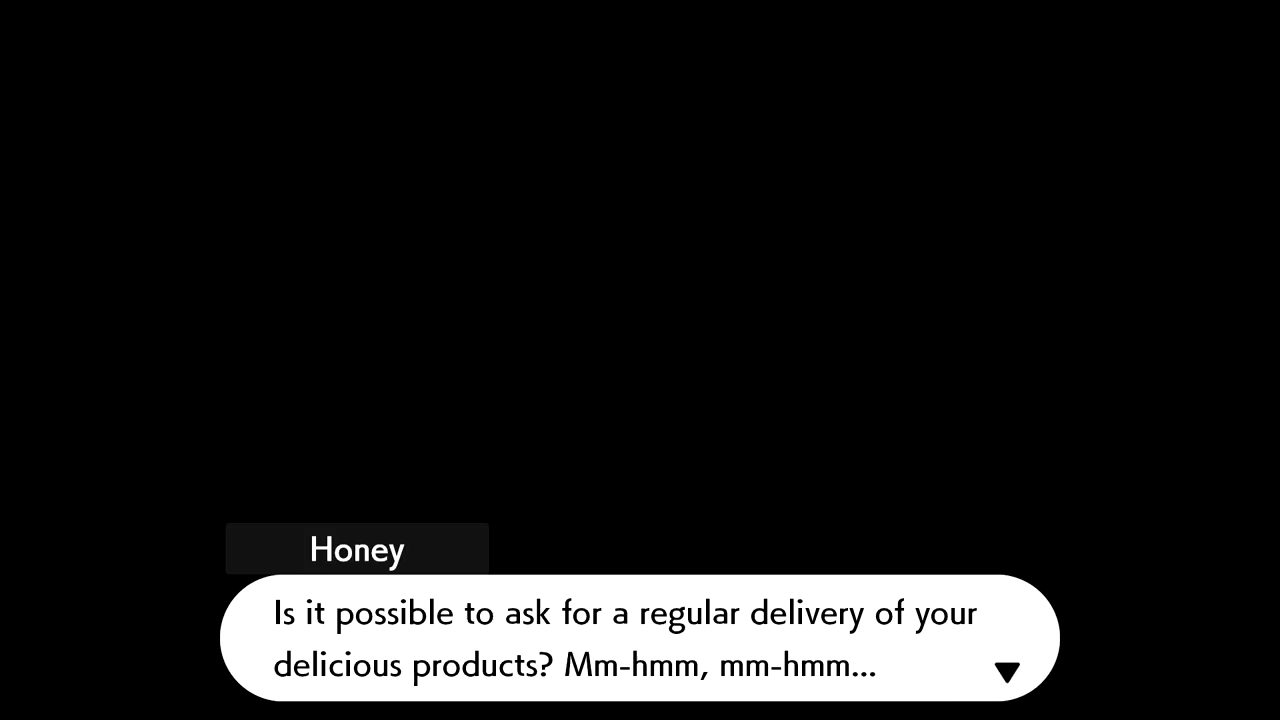 Honey
Is it possible to ask for a regular delivery of your
delicious products? Mm-hmm, mm-hmm...